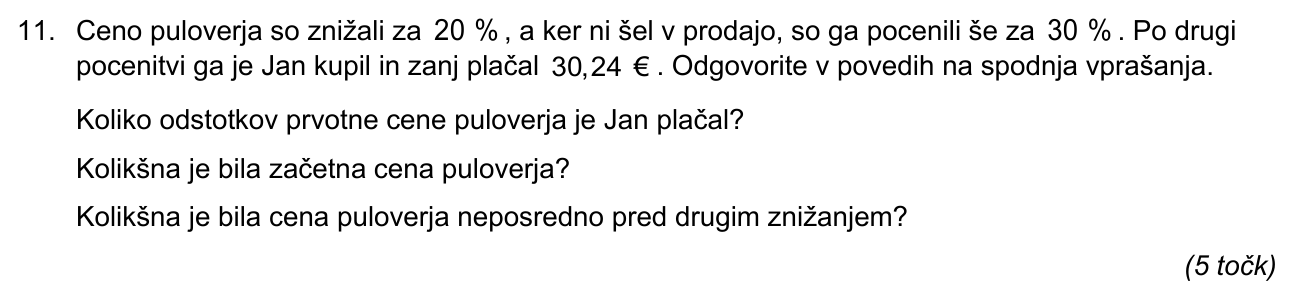 11. Ceno puloverja so znižali za 20 % , a ker ni šel v prodajo, so ga pocenili še za 30 % . Po drugi
pocenitvi ga je Jan kupil in zanj plačal 30,24 € . Odgovorite v povedih na spodnja vprašanja.
Koliko odstotkov prvotne cene puloverja je Jan plačal?
Kolikšna je bila začetna cena puloverja?
Kolikšna je bila cena puloverja neposredno pred drugim znižanjem?
(5 točk)